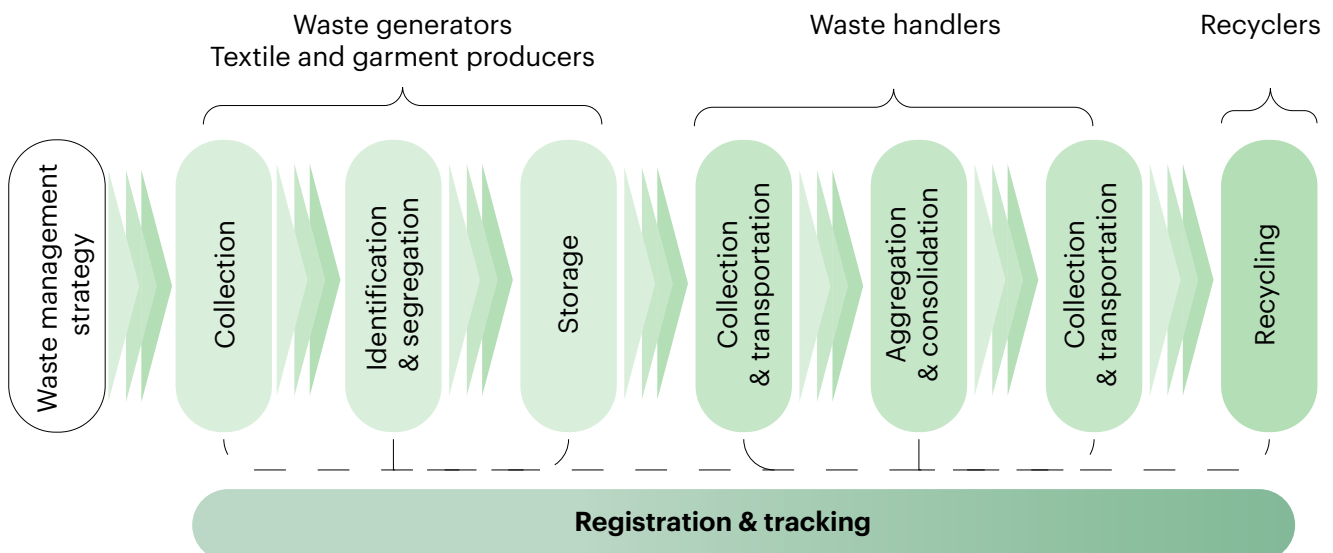 Waste generators
Textile and garment producers
Waste handlers
Recyclers
Waste management
strategy
Collection
Identification
& segregation
Storage
Collection
& transportation
Aggregation
& consolidation
Collection
& transportation
Recycling
Registration & tracking